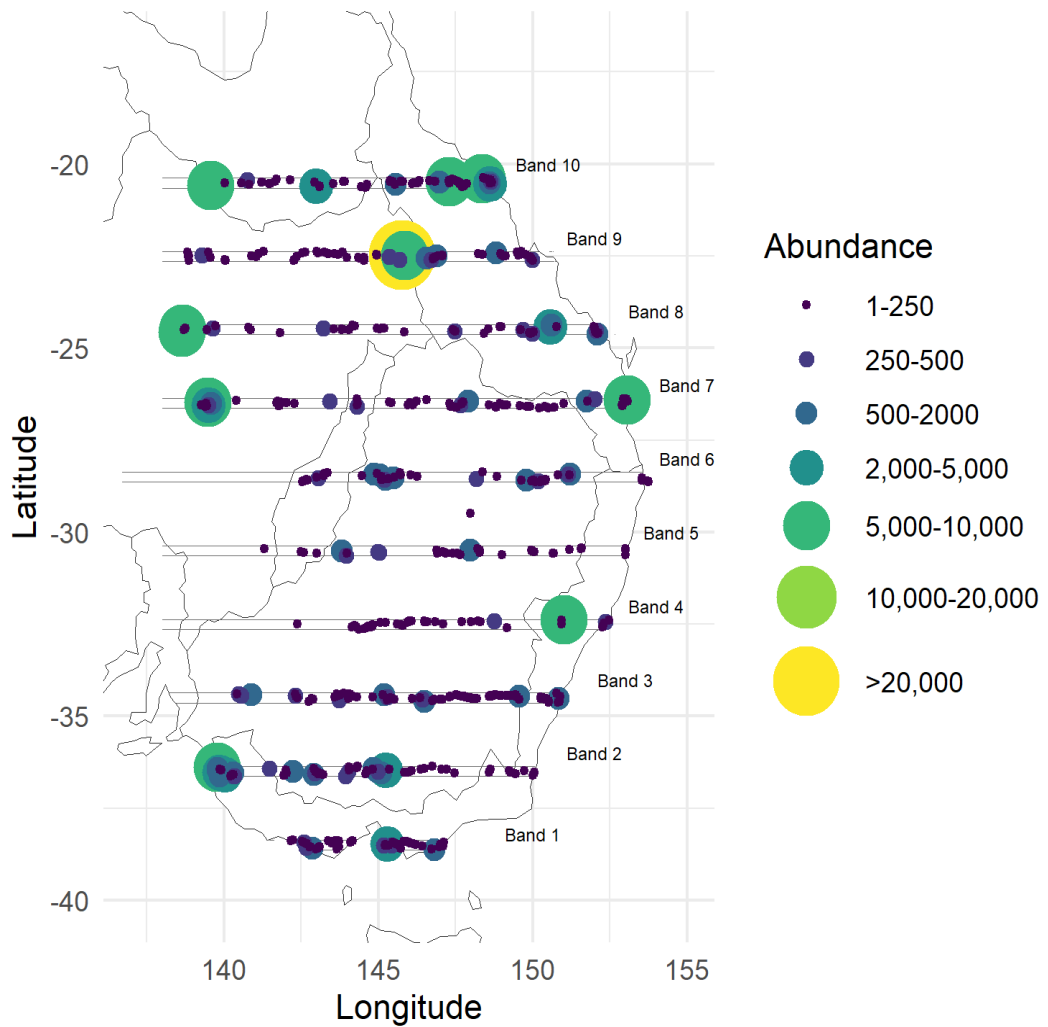 -20
-25
-30
-35
-40
Latitude
140
145
150
155
Longitude
Band 10
Band 9
Band 8
Band 7
Band 6
Band 5
Band 4
Band 3
Band 2
Band 1
Abundance
1-250
250-500
500-2000
2,000-5,000
5,000-10,000
10,000-20,000
>20,000